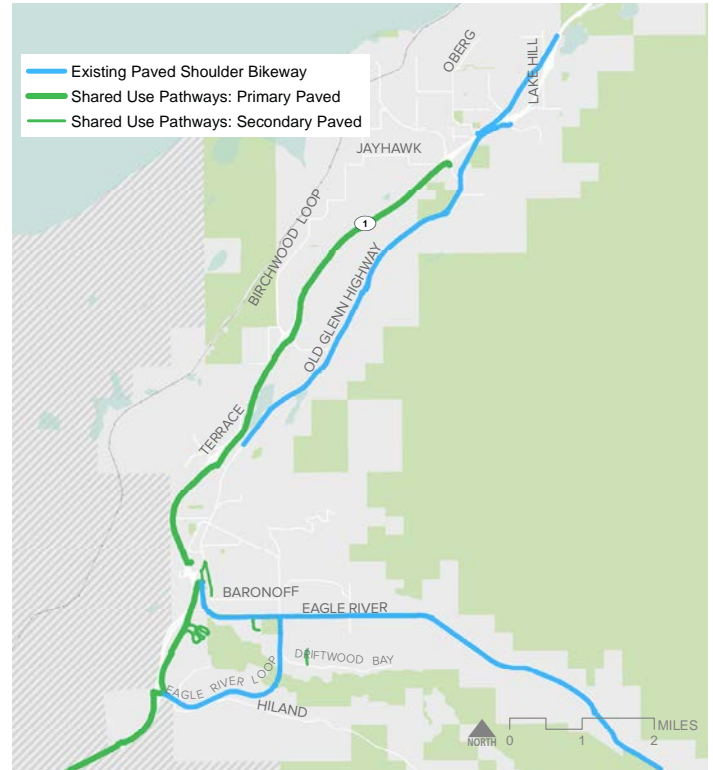 OBERG
LAKE HILL
Existing Paved Shoulder Bikeway
Shared Use Pathways: Primary Paved
Shared Use Pathways: Secondary Paved
JAYHAWK
BIRCHWOOD LOOP
1
OLD GLENN HIGHWAY
TERRACE
BARONOFF
EAGLE RIVER
DRIFTWOOD BAY
EAGLE RIVER LOOP
HILAND
NORTH
MILES
0 1 2